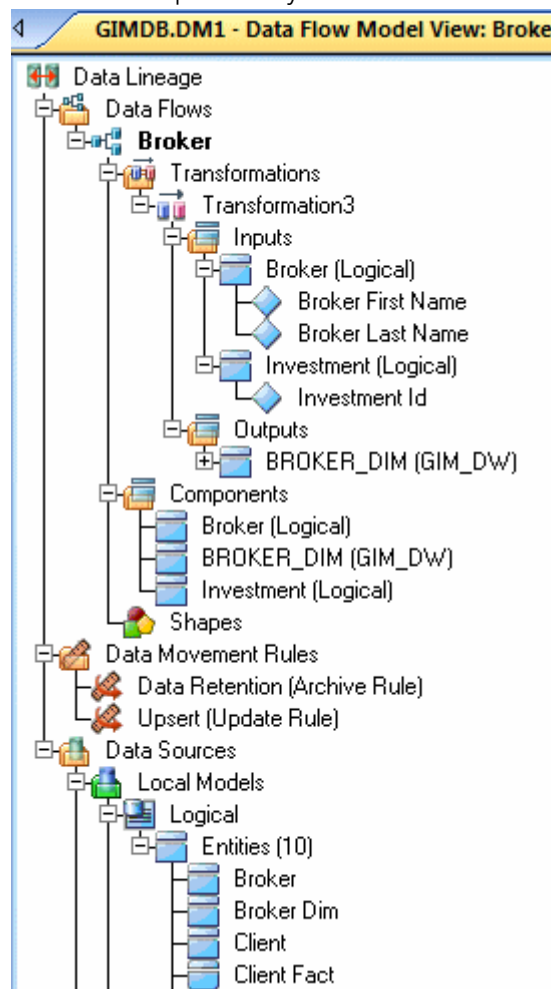 GIMDB.DM1 - Data Flow Model View: Broke
Data Lineage
Data Flows
Broker
Transformations
Transformation3
Inputs
Broker (Logical)
Broker First Name
Broker Last Name
Investment (Logical)
Investment Id
Outputs
BROKER_DIM (GIM_DW)
Components
Broker (Logical)
BROKER_DIM (GIM_DW)
Investment (Logical)
Shapes
Data Movement Rules
Data Retention (Archive Rule)
Upsert (Update Rule)
Data Sources
Local Models
Logical
Entities (10)
Broker
Broker Dim
Client
Client Fact